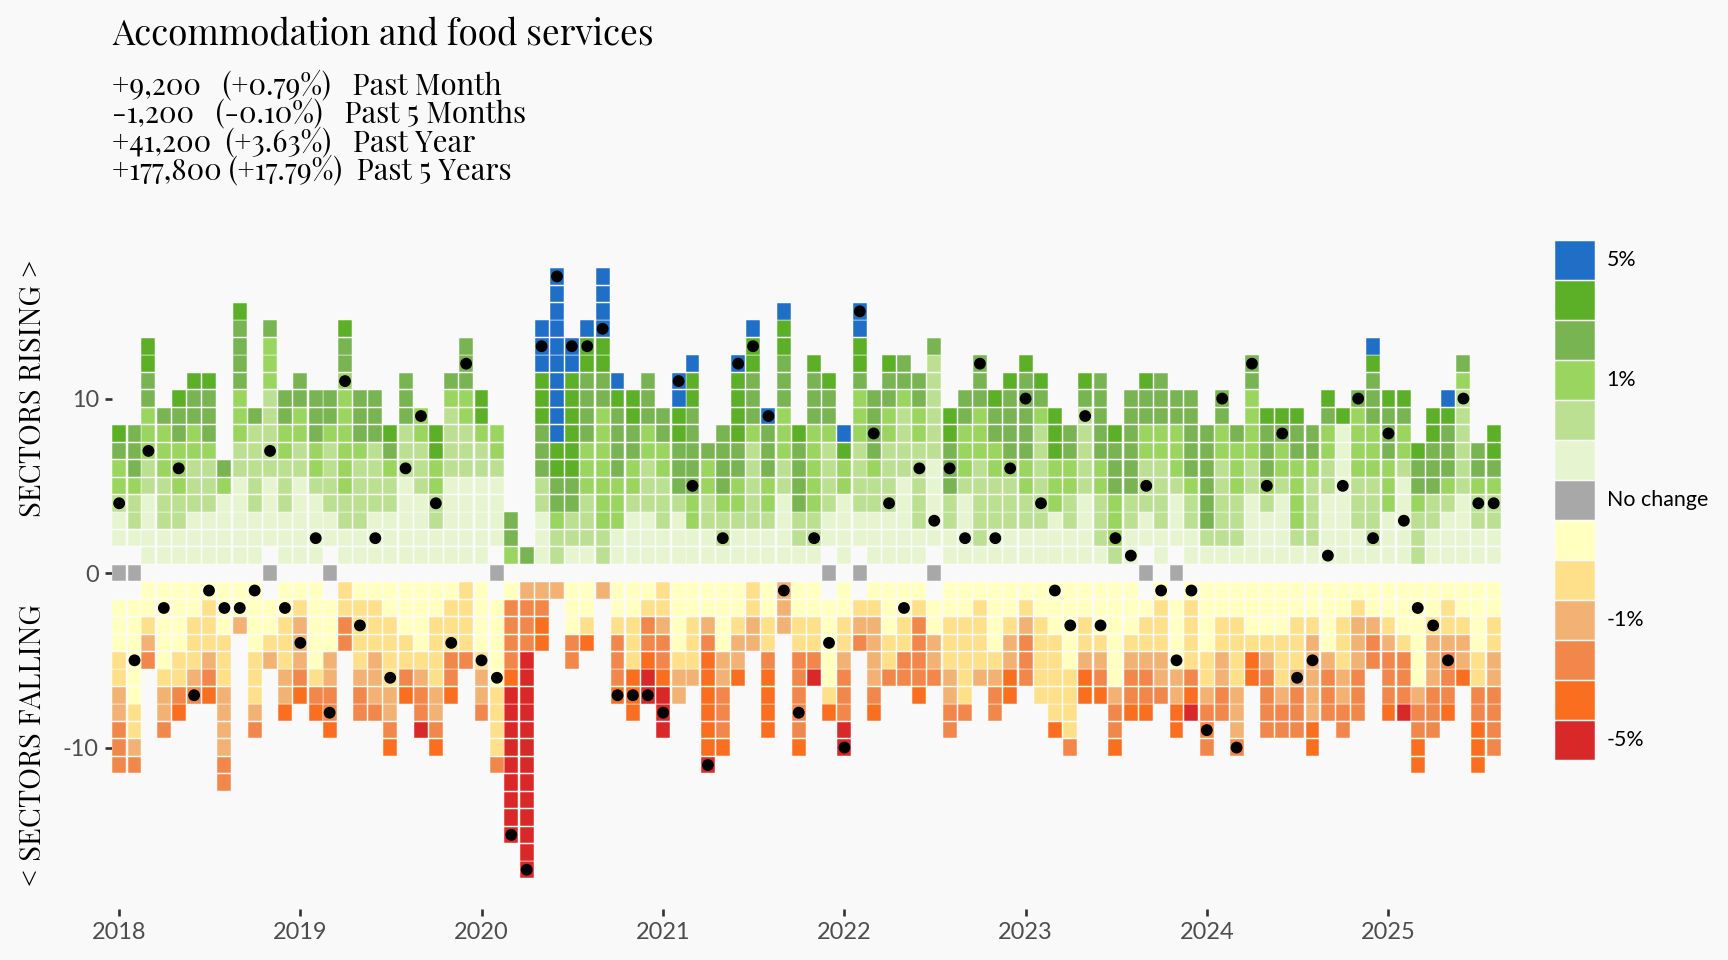 Accommodation and food services
+9,200 (+0.79%) Past Month
-1,200 (-0.10%) Past 5 Months
+41,200 (+3.63%) Past Year
+177,800 (+17.79%) Past 5 Years
< SECTORS FALLING SECTORS RISING >
10
0
-10
2018 2019 2020 2021 2022 2023 2024 2025
5%
1%
No change
-1%
-5%